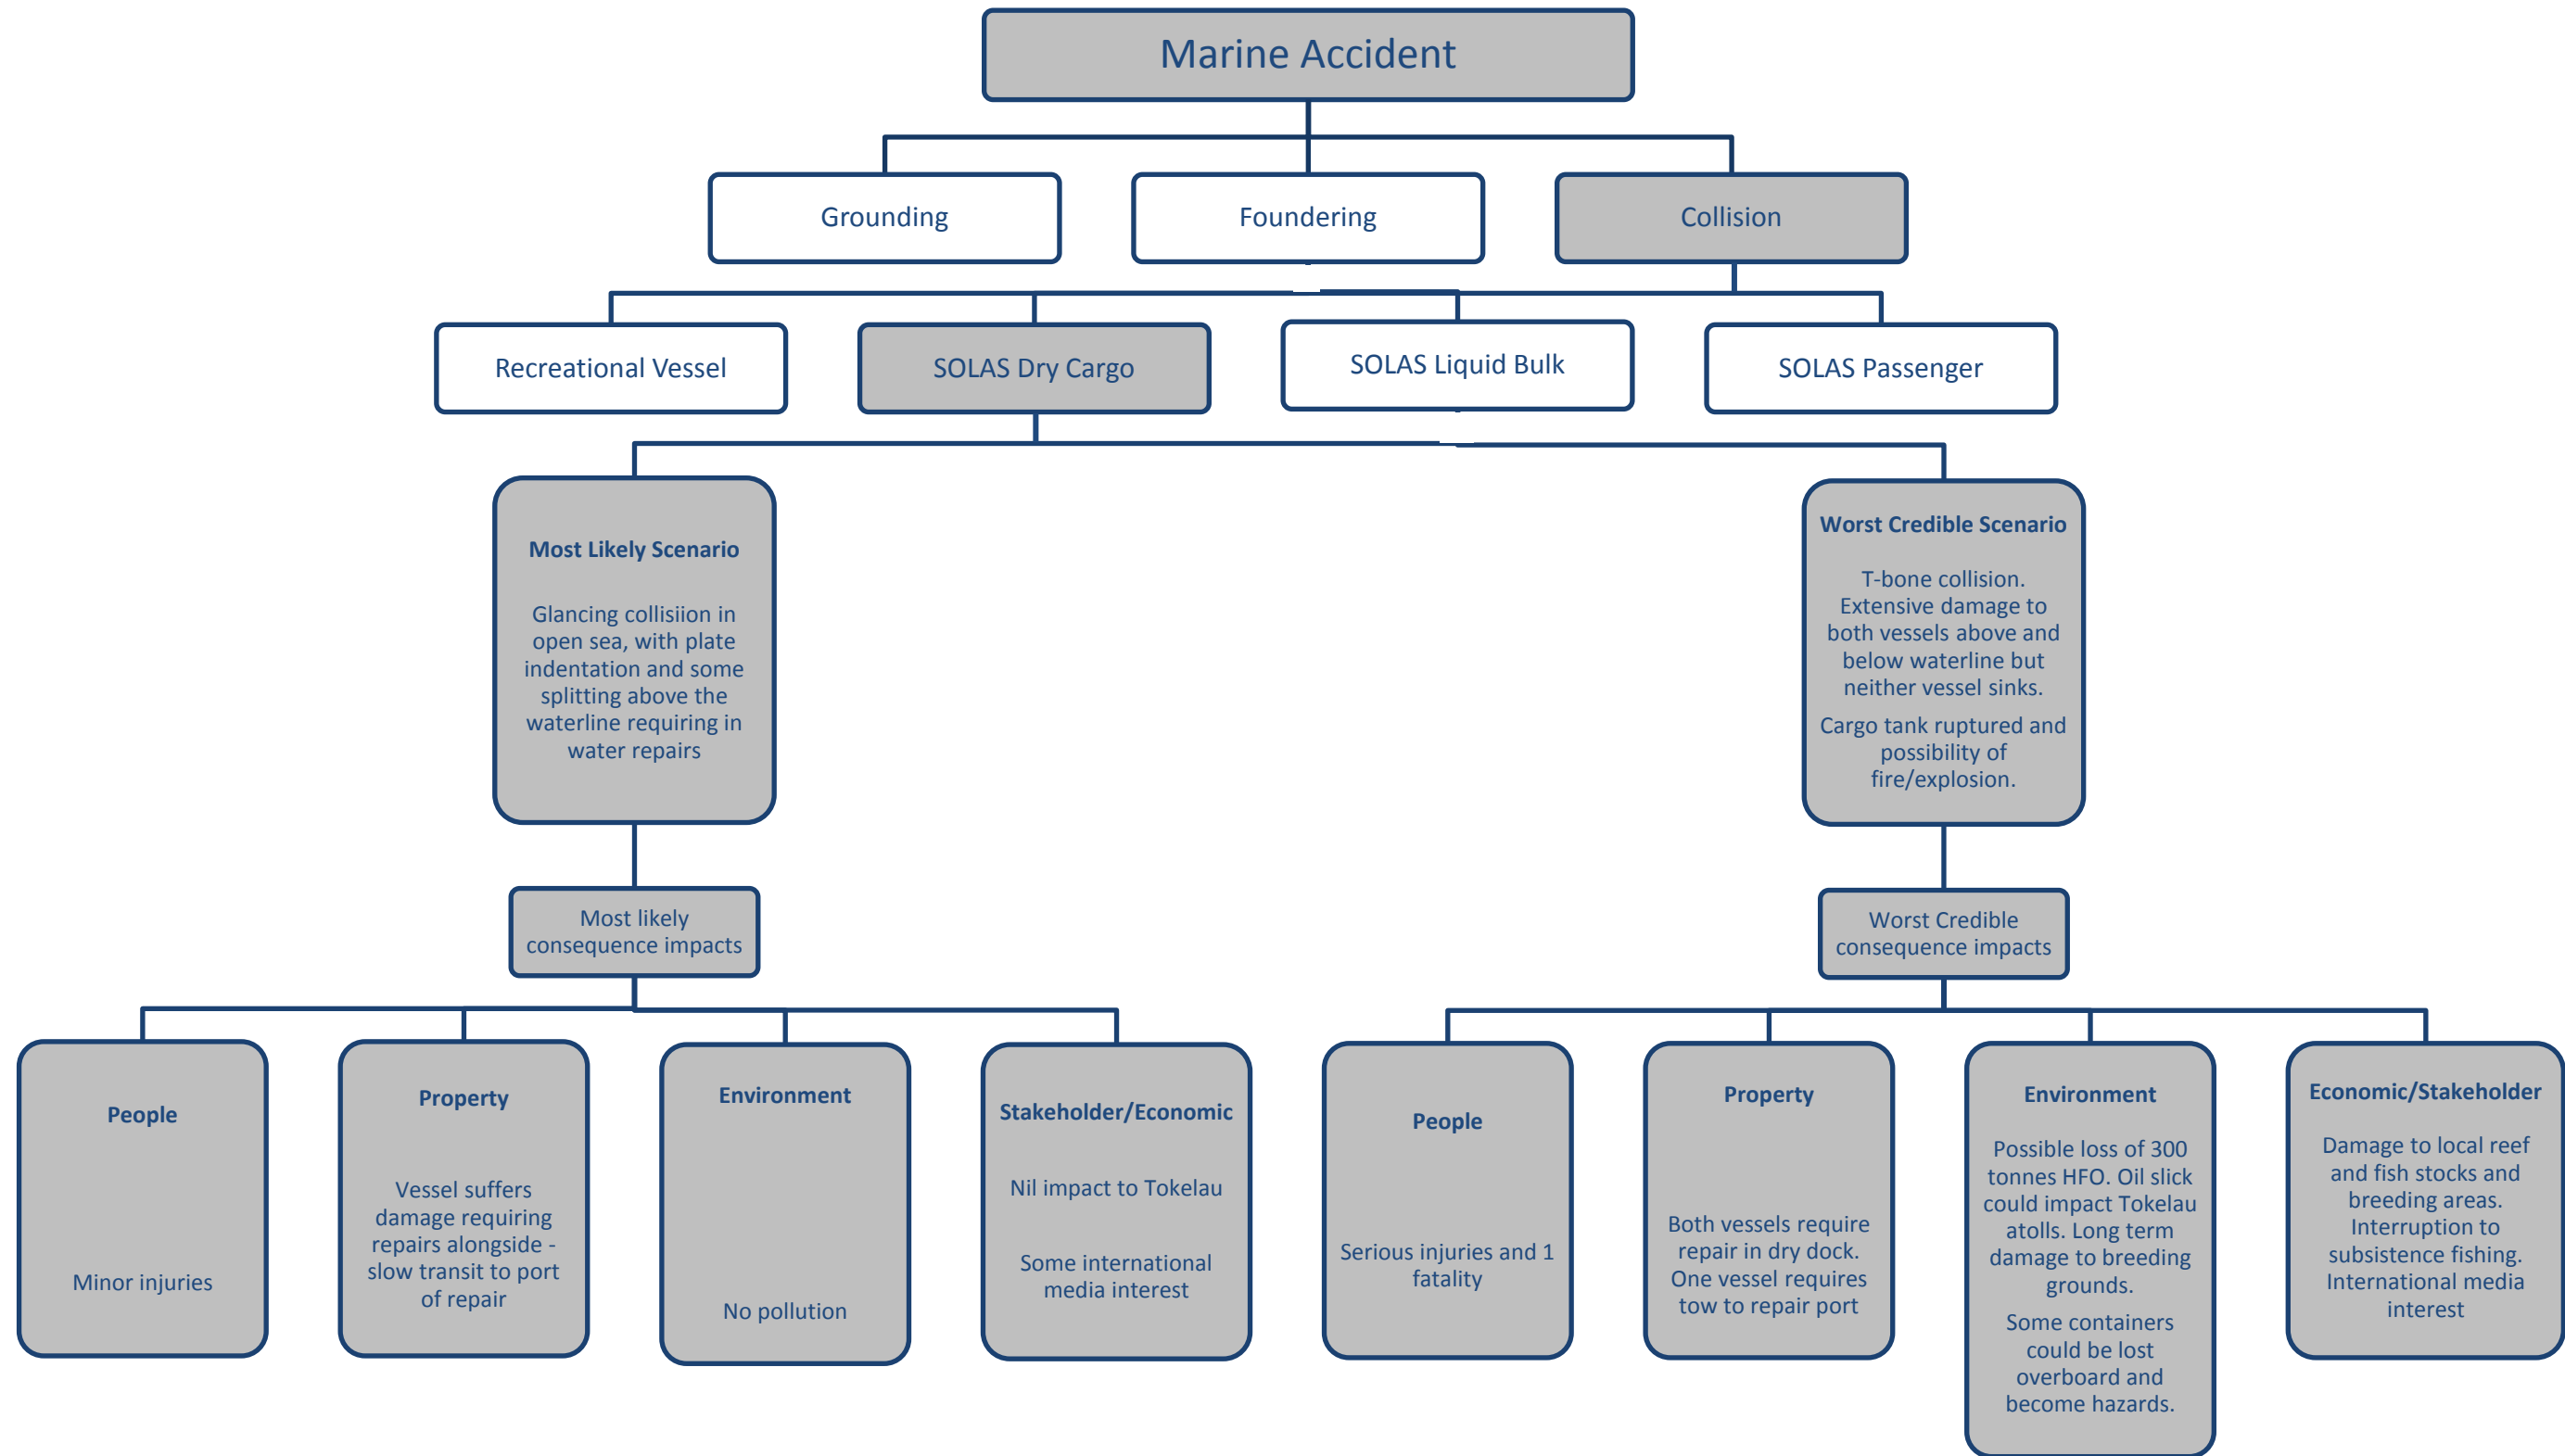 Marine Accident
Grounding
Foundering
Collision
Recreational Vessel
SOLAS Dry Cargo
SOLAS Liquid Bulk
SOLAS Passenger
Most Likely Scenario
Glancing collisiion in
open sea, with plate
indentation and some
splitting above the
waterline requiring in
water repairs
Worst Credible Scenario
T-bone collision.
Extensive damage to
both vessels above and
below waterline but
neither vessel sinks.
Cargo tank ruptured and
possibility of
fire/explosion.
Most likely
consequence impacts
Worst Credible
consequence impacts
People
Minor injuries
Property
Vessel suffers
damage requiring
repairs alongside -
slow transit to port
of repair
Environment
No pollution
Stakeholder/Economic
Nil impact to Tokelau
Some international
media interest
People
Serious injuries and 1
fatality
Property
Both vessels require
repair in dry dock.
One vessel requires
tow to repair port
Environment
Possible loss of 300
tonnes HFO. Oil slick
could impact Tokelau
atolls. Long term
damage to breeding
grounds.
Some containers
could be lost
overboard and
become hazards.
Economic/Stakeholder
Damage to local reef
and fish stocks and
breeding areas.
Interruption to
subsistence fishing.
International media
interest